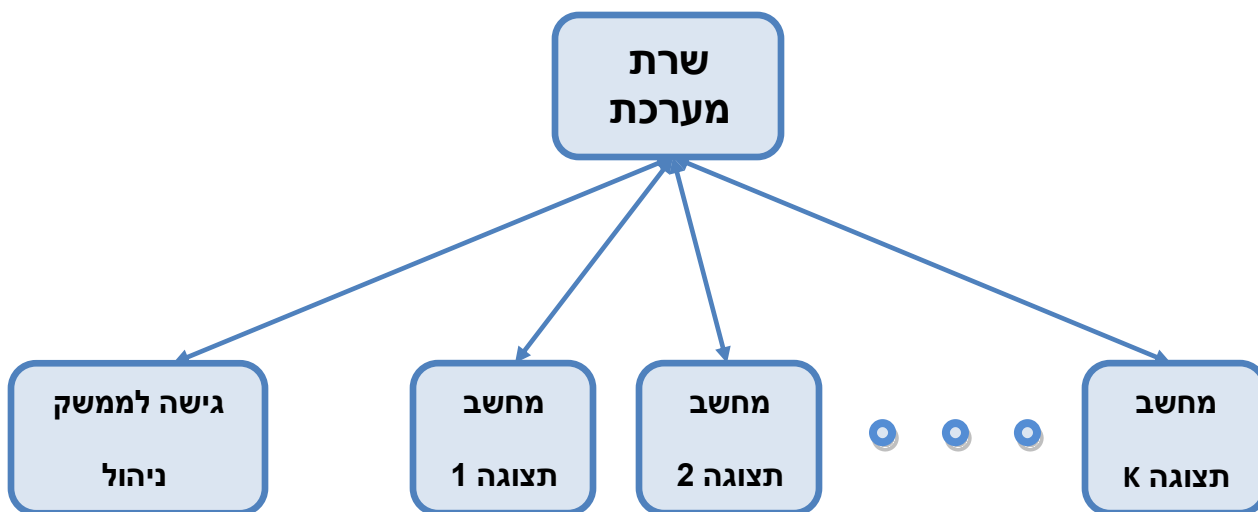 שרת
מערכת
גישה לממשק
ניהול
מחשב
תצוגה 1
מחשב
תצוגה 2
מחשב
תצוגה K